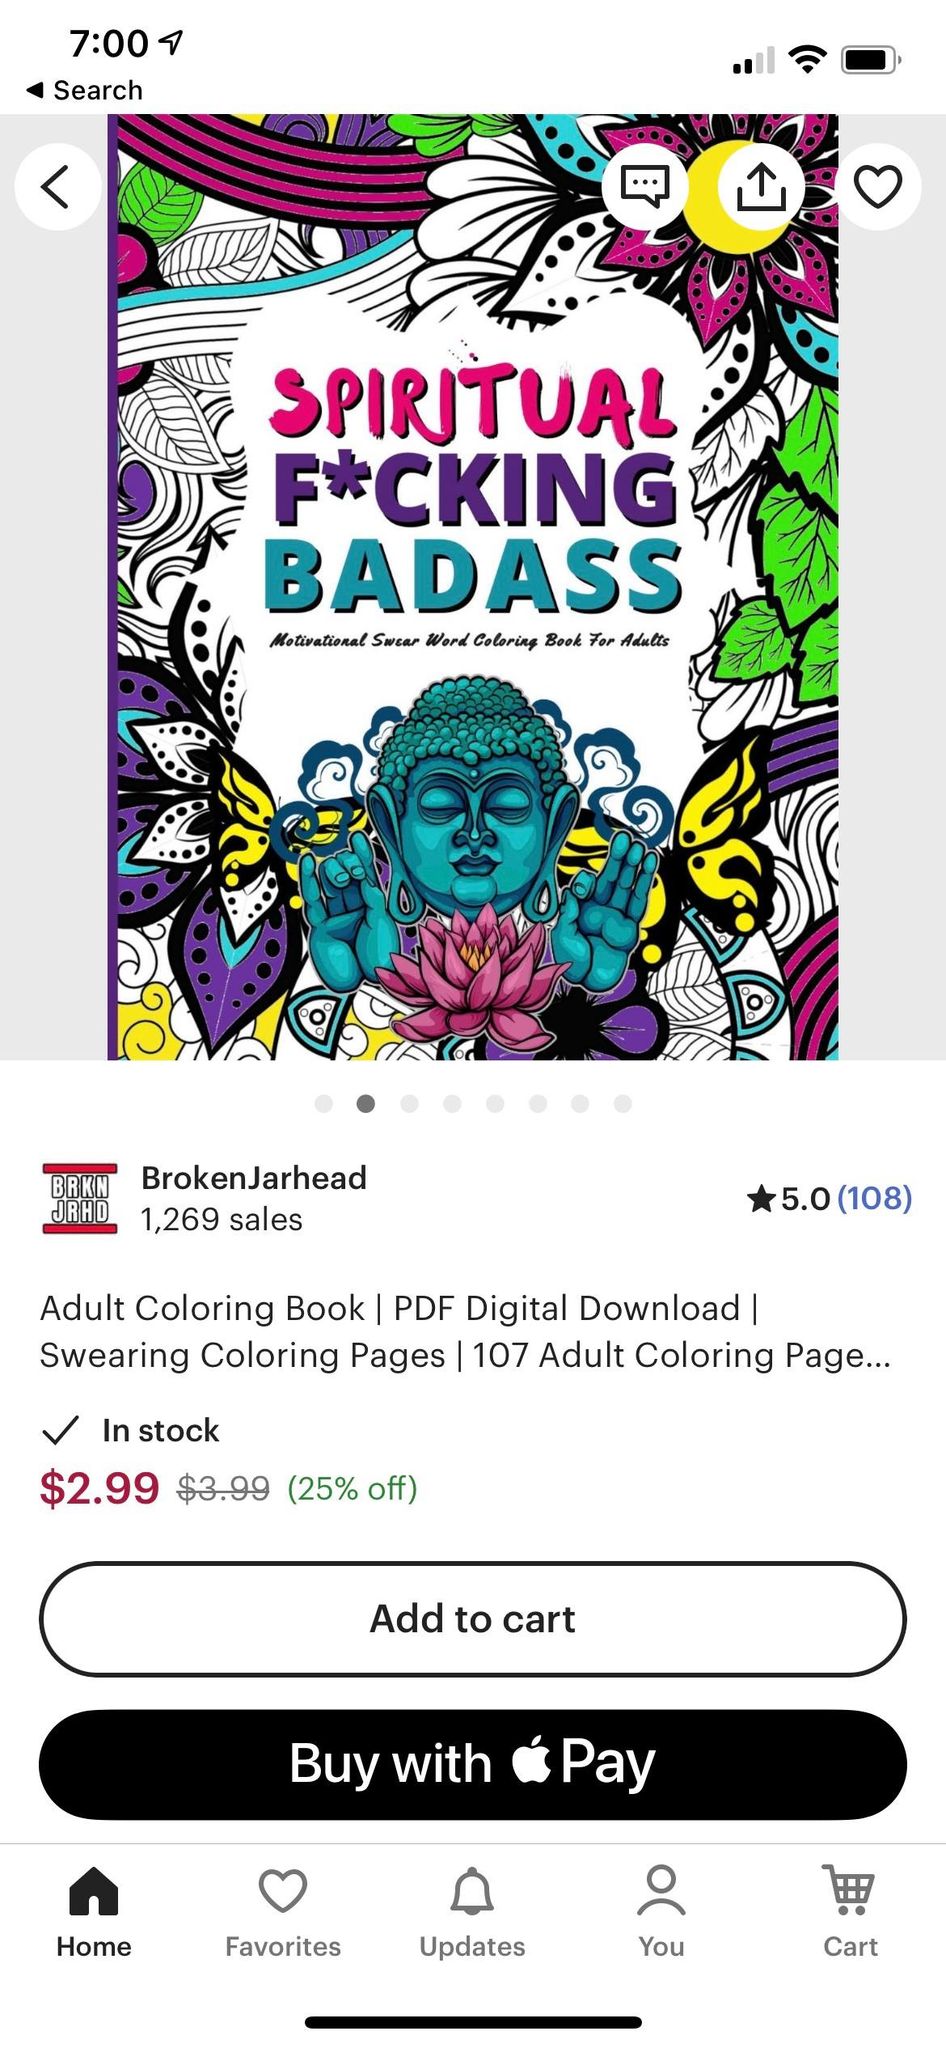 7:00
Search
SPIRITUAL
F*CKING
BADASS
Motivational Swear Word Coloring Book For Adults
BRKN
JRHD
BrokenJarhead
1,269 sales
5.0 (108)
Adult Coloring Book | PDF Digital Download |
Swearing Coloring Pages | 107 Adult Coloring Page...
In stock
$2.99 $3.99 (25% off)
Add to cart
Buy with Pay
Home Favorites Updates You Cart